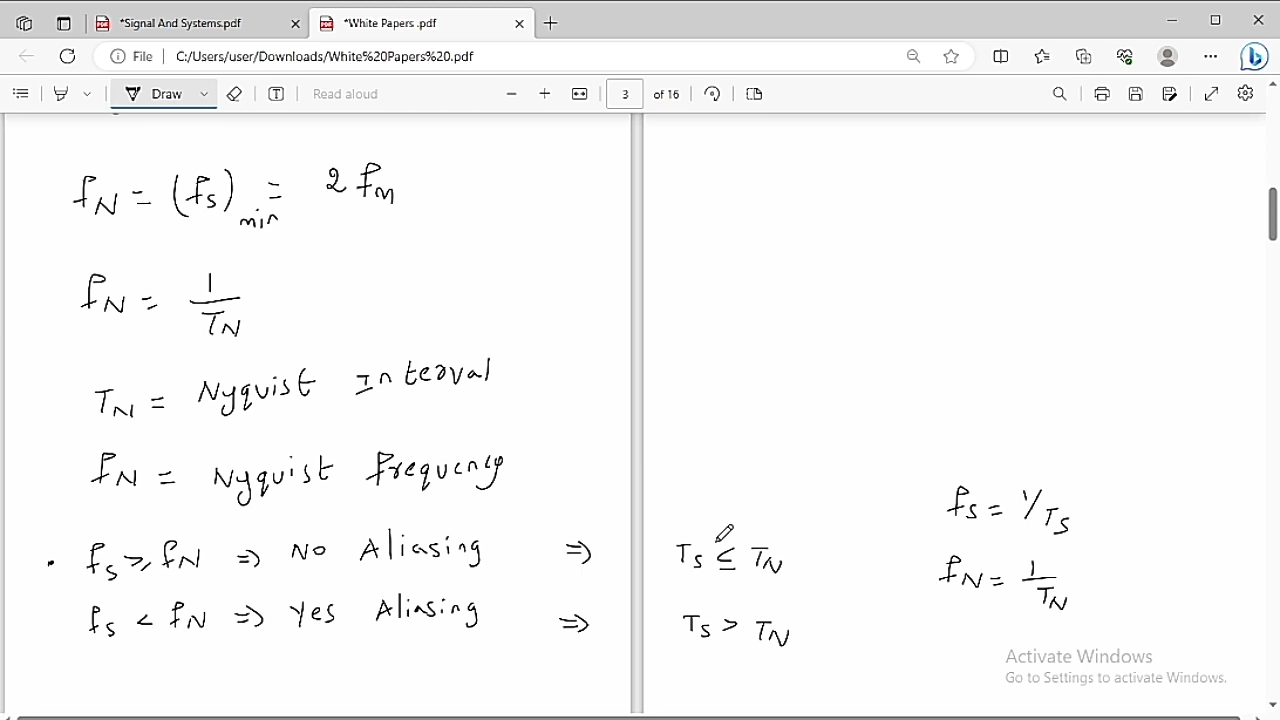 *Signal And Systems.pdf
*White Papers .pdf
File C:/Users/user/Downloads/White%20Papers%20.pdf
Draw Read aloud 3 of 16
fN = (fs)min = 2 fm
fN = 1/TN
TN = Nyquist Interval
fN = Nyquist frequency
• fs ≥ fN ⇒ No Aliasing ⇒ Ts ≤ TN
fs < fN ⇒ Yes Aliasing ⇒ Ts > TN
fs = 1/Ts
fN = 1/TN
Activate Windows
Go to Settings to activate Windows.